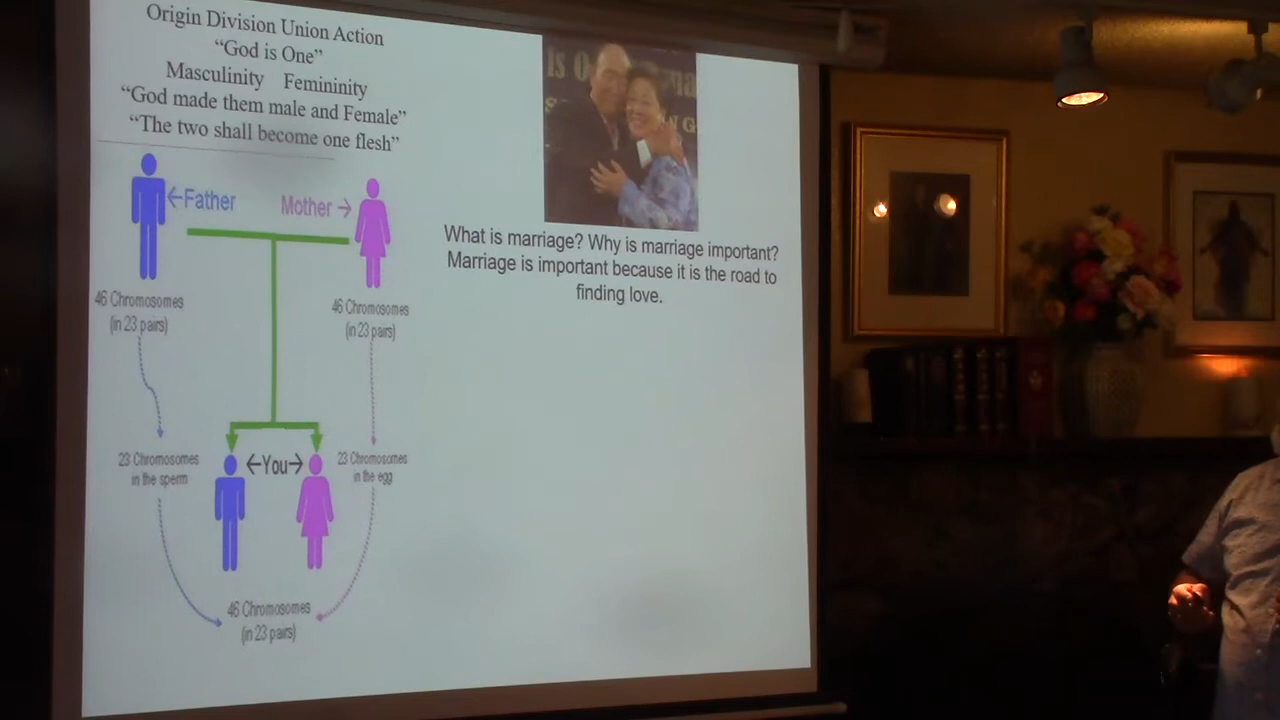 Origin Division Union Action
“God is One”
Masculinity Femininity
“God made them male and Female”
“The two shall become one flesh”
←Father
Mother →
46 Chromosomes
(in 23 pairs)
46 Chromosomes
(in 23 pairs)
23 Chromosomes
in the sperm
←You→
23 Chromosomes
in the egg
46 Chromosomes
(in 23 pairs)
What is marriage? Why is marriage important?
Marriage is important because it is the road to
finding love.